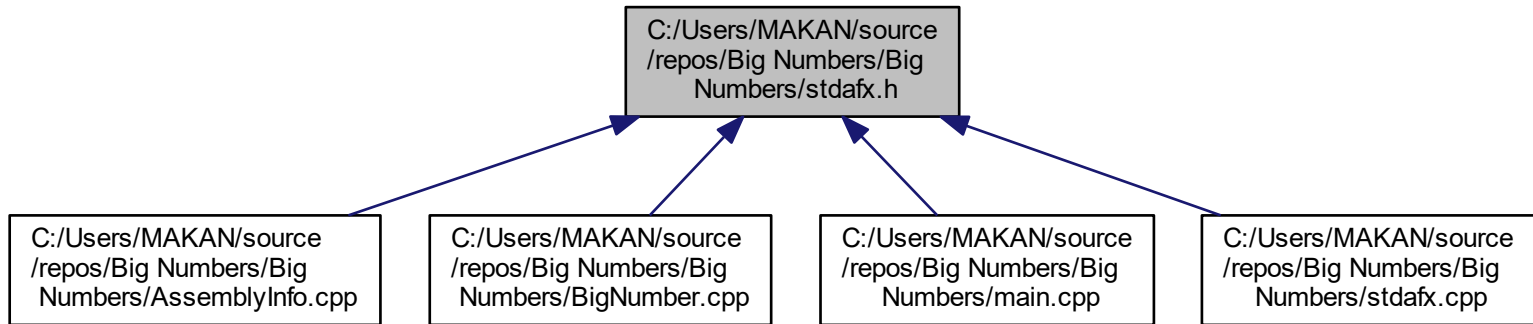 C:/Users/MAKAN/source
/repos/Big Numbers/Big
Numbers/stdafx.h
C:/Users/MAKAN/source
/repos/Big Numbers/Big
Numbers/AssemblyInfo.cpp
C:/Users/MAKAN/source
/repos/Big Numbers/Big
Numbers/BigNumber.cpp
C:/Users/MAKAN/source
/repos/Big Numbers/Big
Numbers/main.cpp
C:/Users/MAKAN/source
/repos/Big Numbers/Big
Numbers/stdafx.cpp